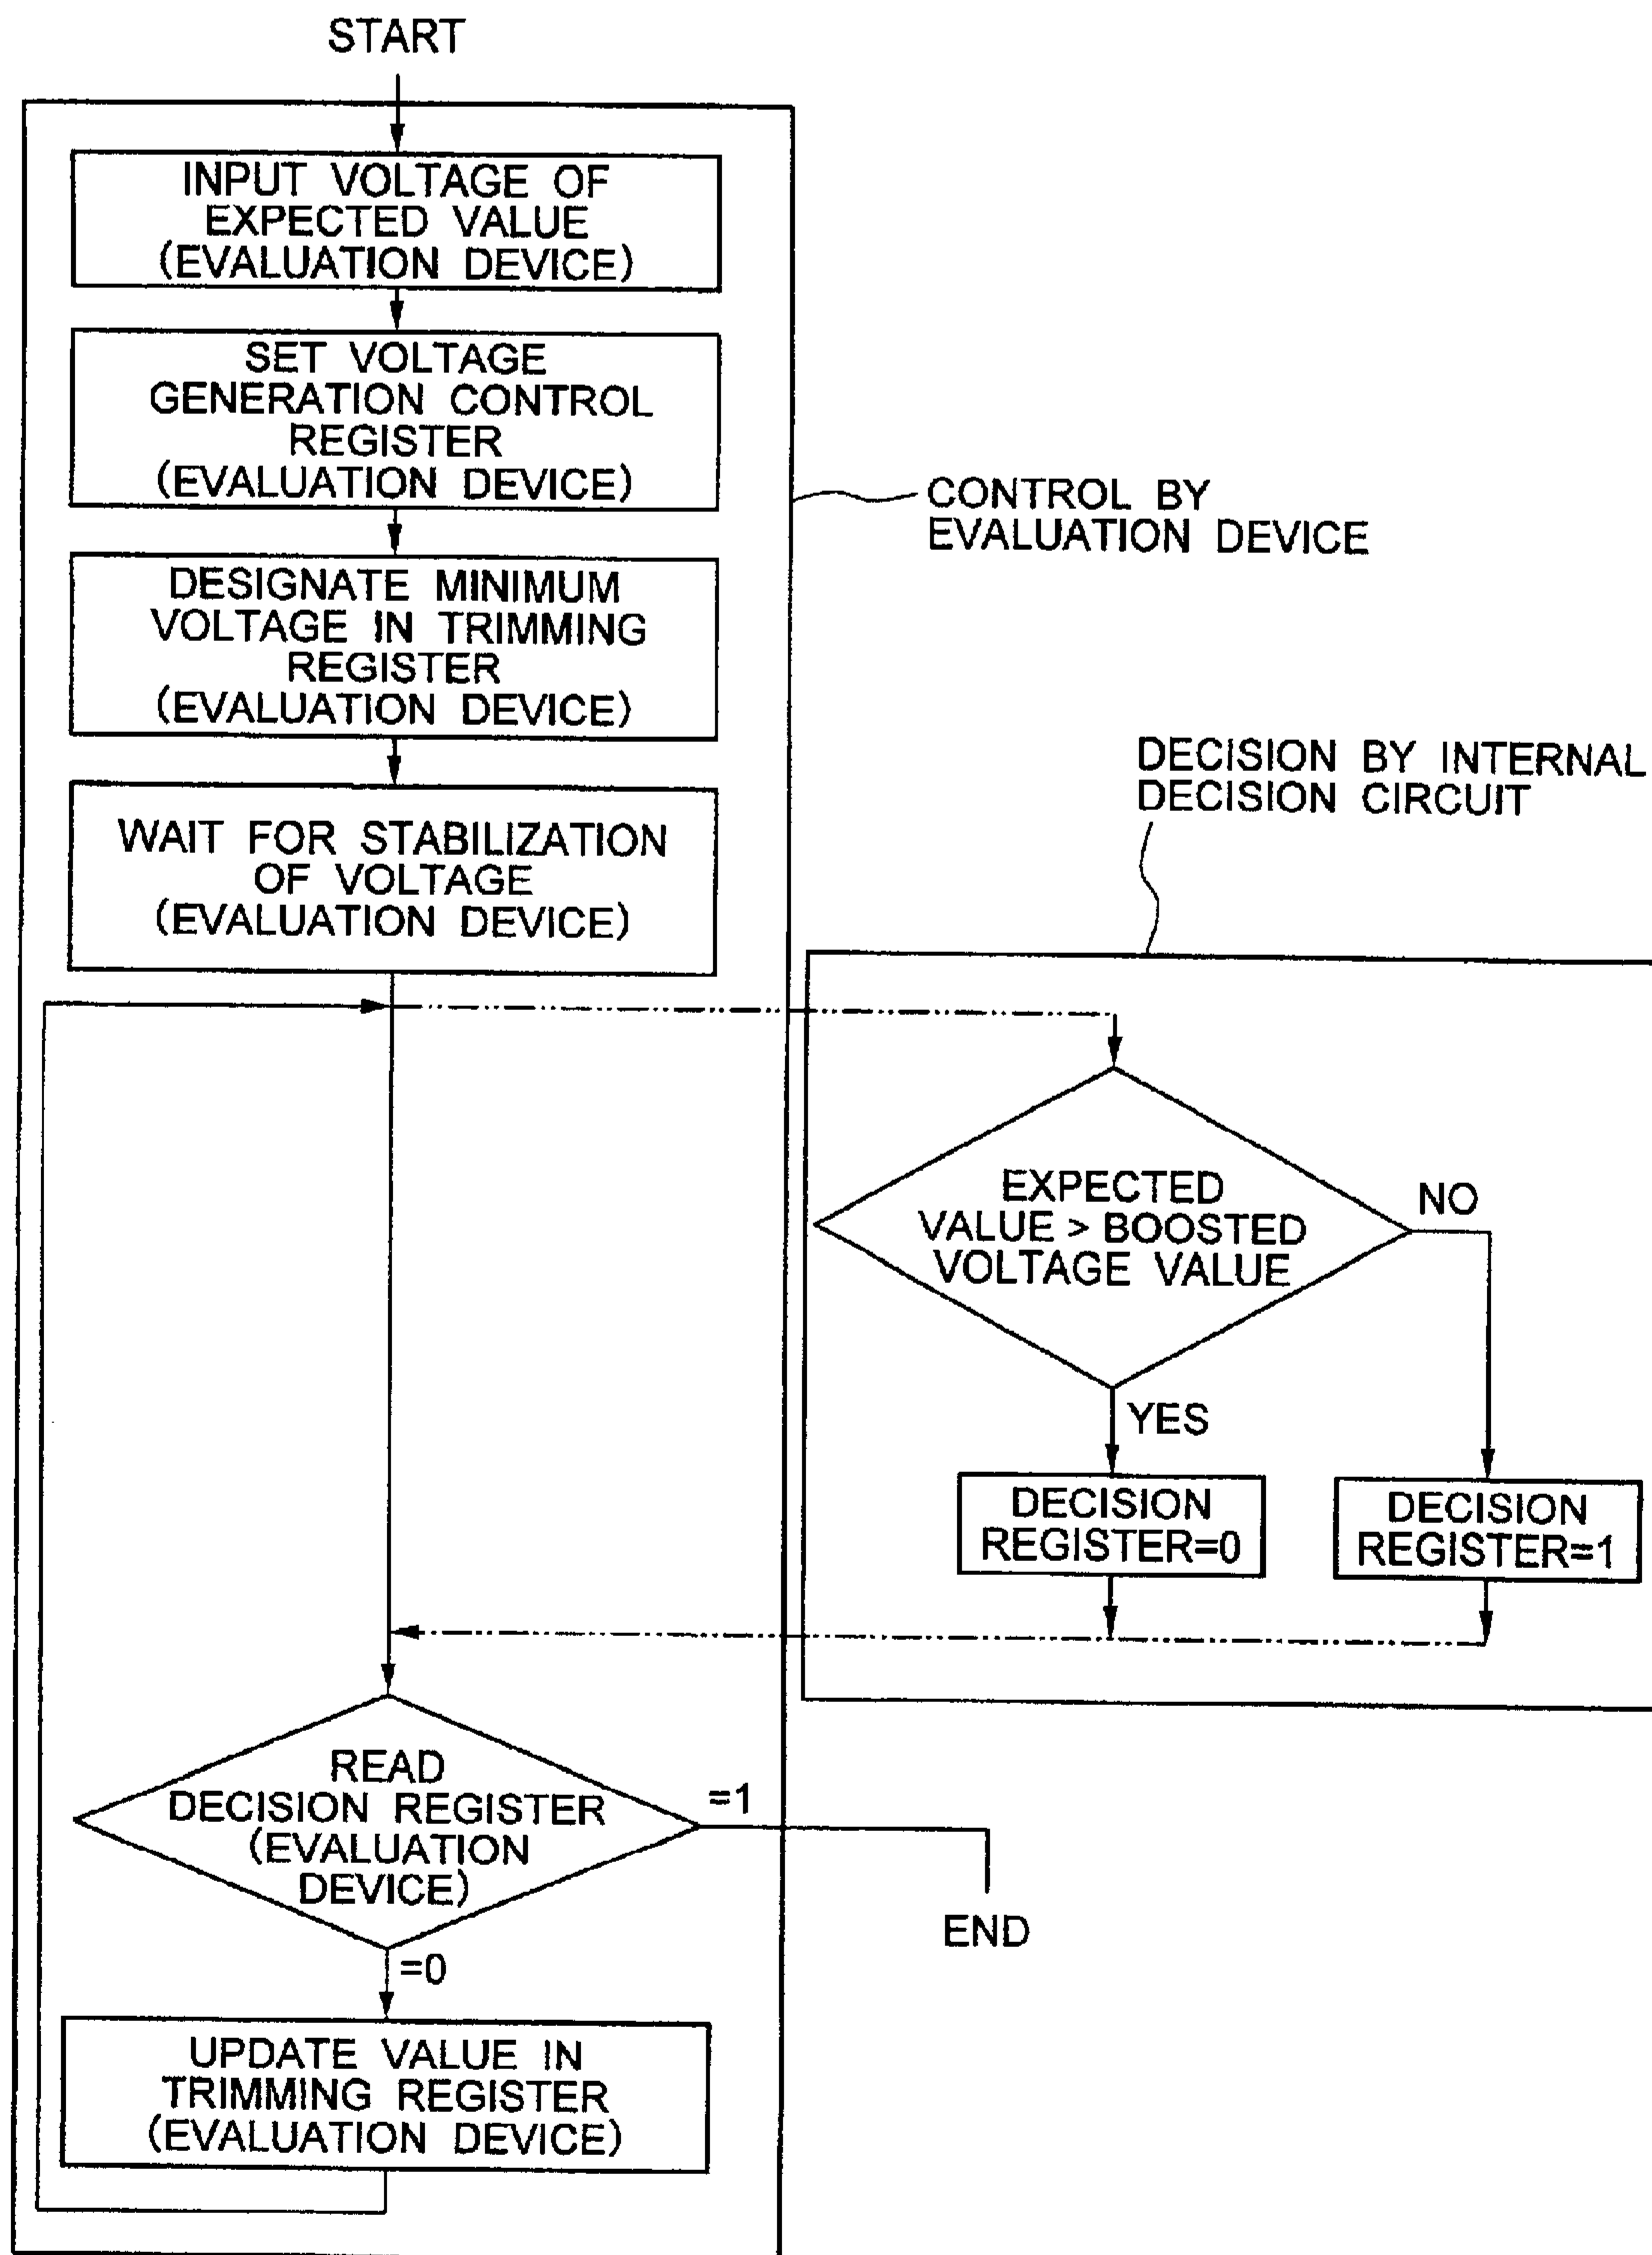 START
INPUT VOLTAGE OF
EXPECTED VALUE
(EVALUATION DEVICE)
SET VOLTAGE
GENERATION CONTROL
REGISTER
(EVALUATION DEVICE)
CONTROL BY
EVALUATION DEVICE
DESIGNATE MINIMUM
VOLTAGE IN TRIMMING
REGISTER
(EVALUATION DEVICE)
DECISION BY INTERNAL
DECISION CIRCUIT
WAIT FOR STABILIZATION
OF VOLTAGE
(EVALUATION DEVICE)
EXPECTED
VALUE > BOOSTED
VOLTAGE VALUE
NO
YES
DECISION
REGISTER=0
DECISION
REGISTER=1
READ
DECISION REGISTER
(EVALUATION
DEVICE)
=1
END
=0
UPDATE VALUE IN
TRIMMING REGISTER
(EVALUATION DEVICE)